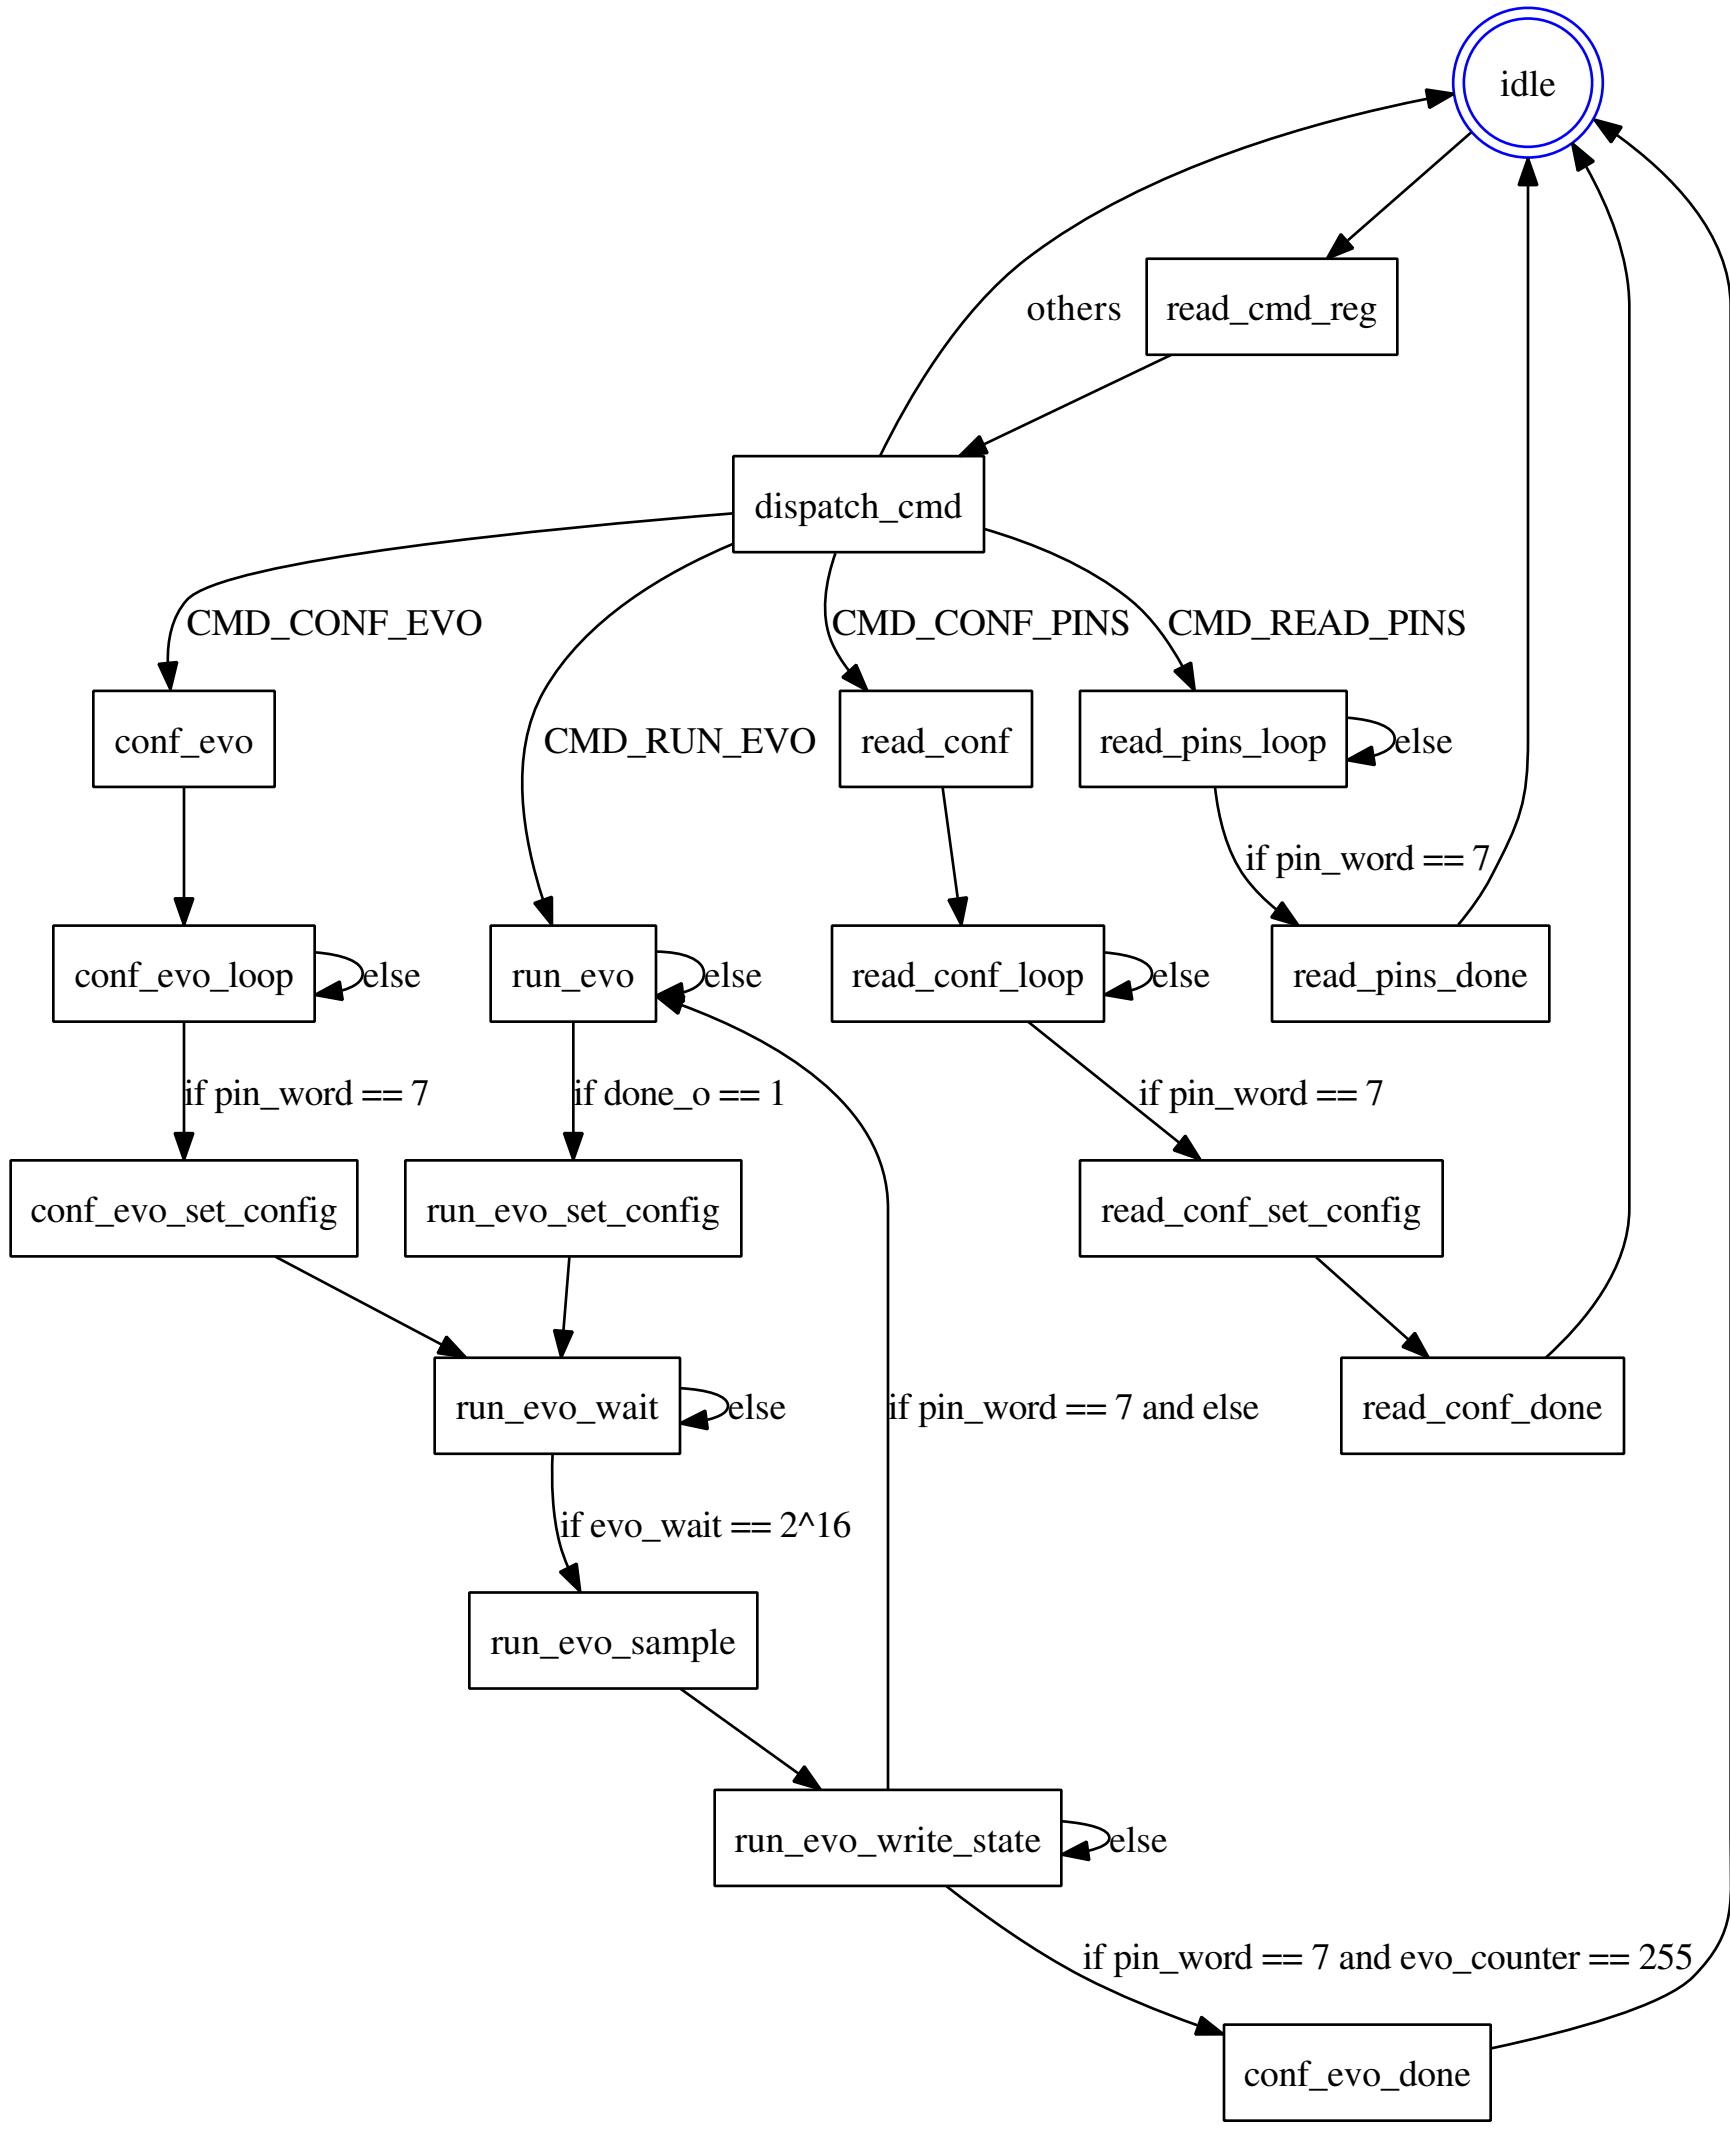 idle
others
read_cmd_reg
dispatch_cmd
CMD_CONF_EVO
CMD_CONF_PINS
CMD_READ_PINS
conf_evo
CMD_RUN_EVO
read_conf
read_pins_loop
else
if pin_word == 7
conf_evo_loop
else
run_evo
else
read_conf_loop
else
read_pins_done
if pin_word == 7
if done_o == 1
if pin_word == 7
conf_evo_set_config
run_evo_set_config
read_conf_set_config
run_evo_wait
else
if pin_word == 7 and else
read_conf_done
if evo_wait == 2^16
run_evo_sample
run_evo_write_state
else
if pin_word == 7 and evo_counter == 255
conf_evo_done